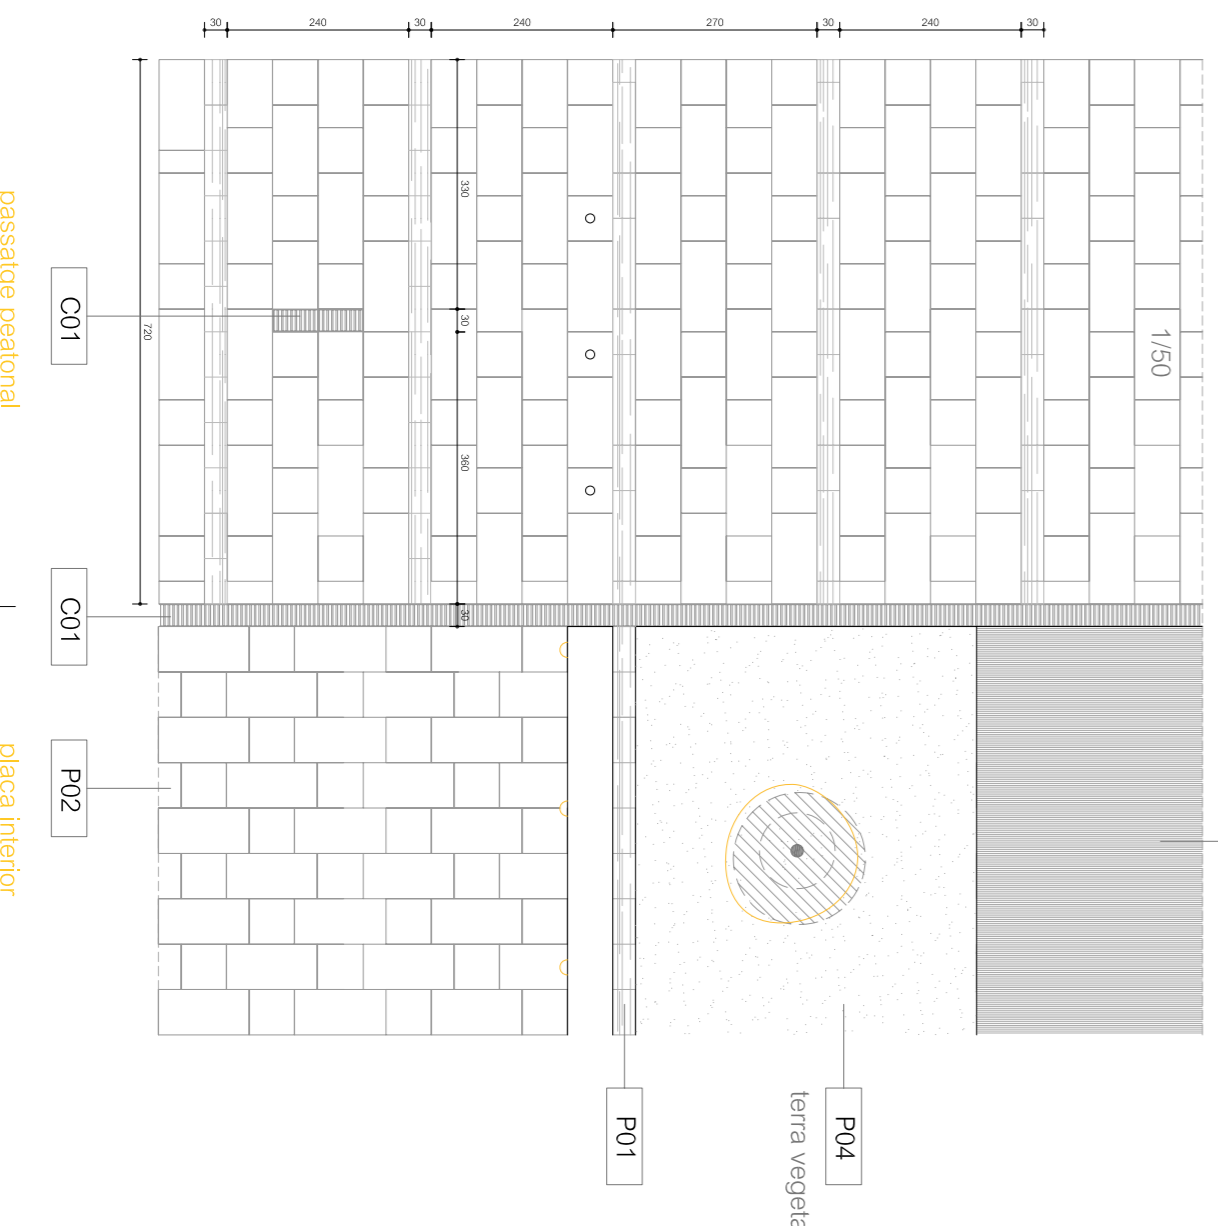 30 240 30 240 270 30 240 30
330
30
360
30
720
1/50
passatge peatonal
C01
C01
P02
plaça interior
P01
P04
terra vegeta